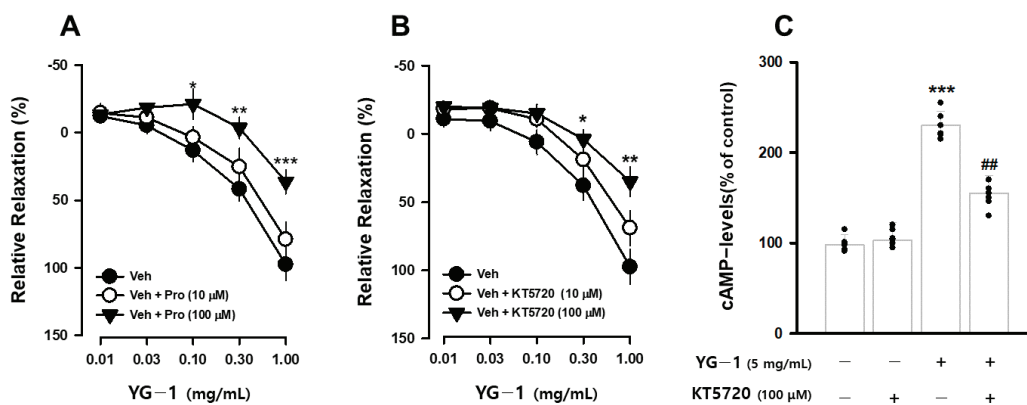 A
-50
0
50
100
150
Relative Relaxation (%)
*
**
***
Veh
Veh + Pro (10 μM)
Veh + Pro (100 μM)
0.01 0.03 0.10 0.30 1.00
YG−1 (mg/mL)
B
-50
0
50
100
150
Relative Relaxation (%)
*
**
Veh
Veh + KT5720 (10 μM)
Veh + KT5720 (100 μM)
0.01 0.03 0.10 0.30 1.00
YG−1 (mg/mL)
C
300
200
100
0
cAMP−levels(% of control)
***
##
YG−1 (5 mg/mL) − − + +
KT5720 (100 μM) − + − +